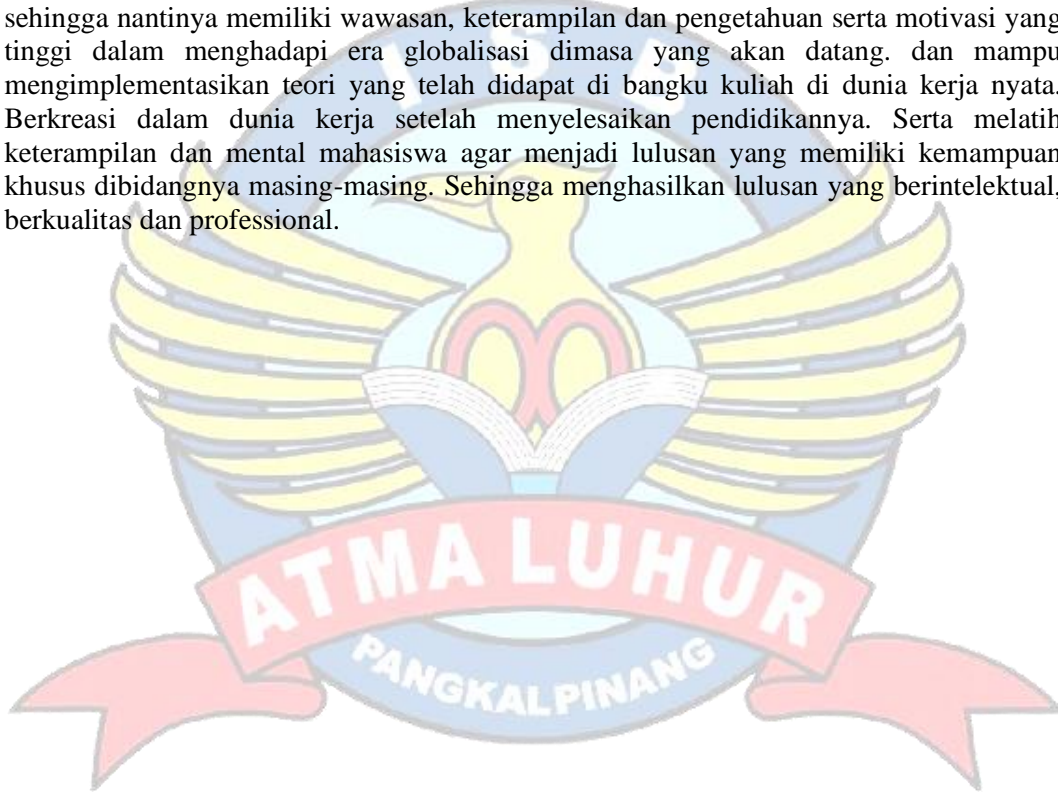 sehingga nantinya memiliki wawasan, keterampilan dan pengetahuan serta motivasi yang
tinggi dalam menghadapi era globalisasi dimasa yang akan datang. dan mampu
mengimplementasikan teori yang telah didapat di bangku kuliah di dunia kerja nyata.
Berkreasi dalam dunia kerja setelah menyelesaikan pendidikannya. Serta melatih
keterampilan dan mental mahasiswa agar menjadi lulusan yang memiliki kemampuan
khusus dibidangnya masing-masing. Sehingga menghasilkan lulusan yang berintelektual,
berkualitas dan professional.
I S B
ATMA LUHUR
PANGKALPINANG